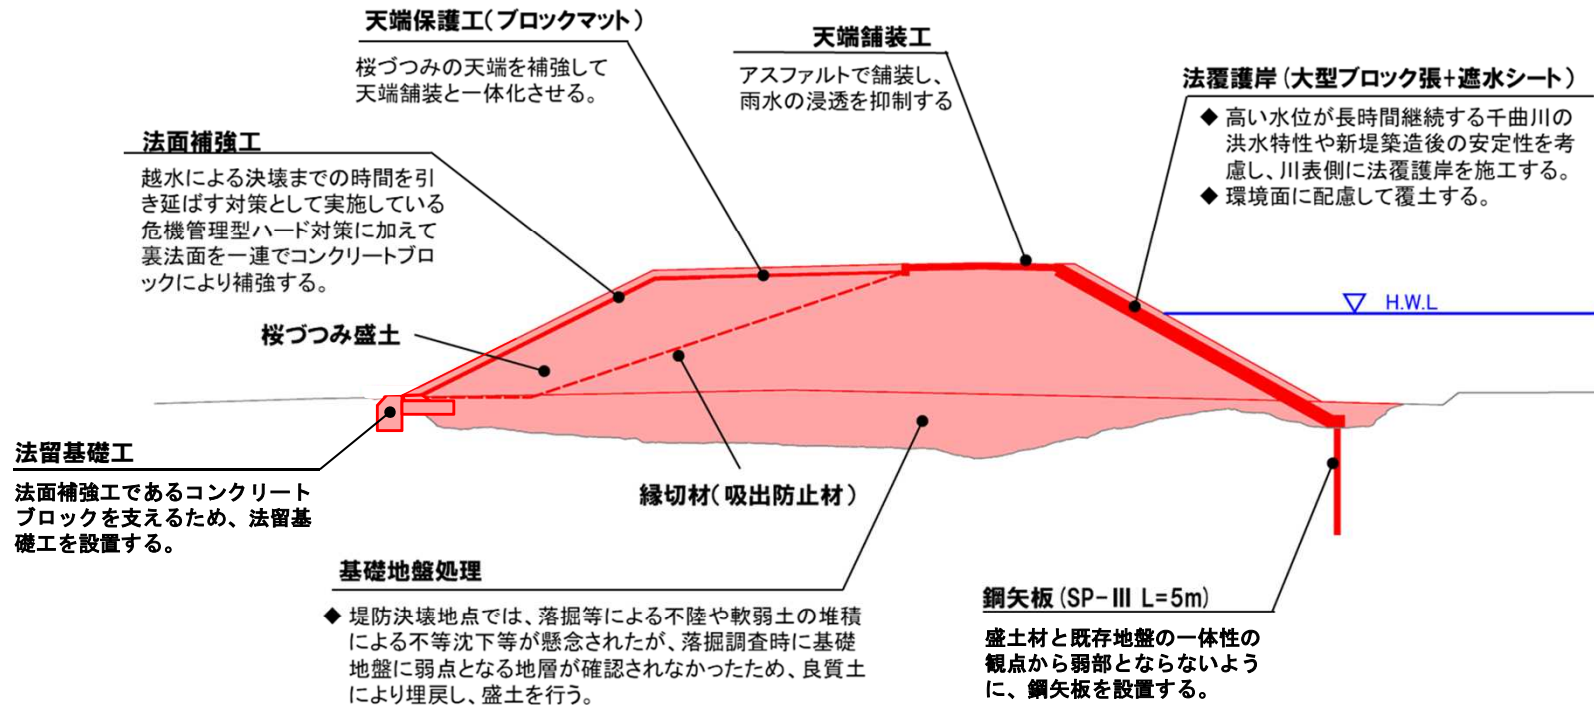 天端保護工(ブロックマット)
桜づつみの天端を補強して
天端舗装と一体化させる。
天端舗装工
アスファルトで舗装し、
雨水の浸透を抑制する
法覆護岸(大型ブロック張+遮水シート)
◆ 高い水位が長時間継続する千曲川の
洪水特性や新堤築造後の安定性を考
慮し、川表側に法覆護岸を施工する。
◆ 環境面に配慮して覆土する。
法面補強工
越水による決壊までの時間を引
き延ばす対策として実施している
危機管理型ハード対策に加えて
裏法面を一連でコンクリートブロ
ックにより補強する。
H.W.L
桜づつみ盛土
法留基礎工
法面補強工であるコンクリート
ブロックを支えるため、法留基
礎工を設置する。
縁切材(吸出防止材)
基礎地盤処理
◆ 堤防決壊地点では、落掘等による不陸や軟弱土の堆積
による不等沈下等が懸念されたが、落掘調査時に基礎
地盤に弱点となる地層が確認されなかったため、良質土
により埋戻し、盛土を行う。
鋼矢板(SP-Ⅲ L=5m)
盛土材と既存地盤の一体性の
観点から弱部とならないよう
に、鋼矢板を設置する。